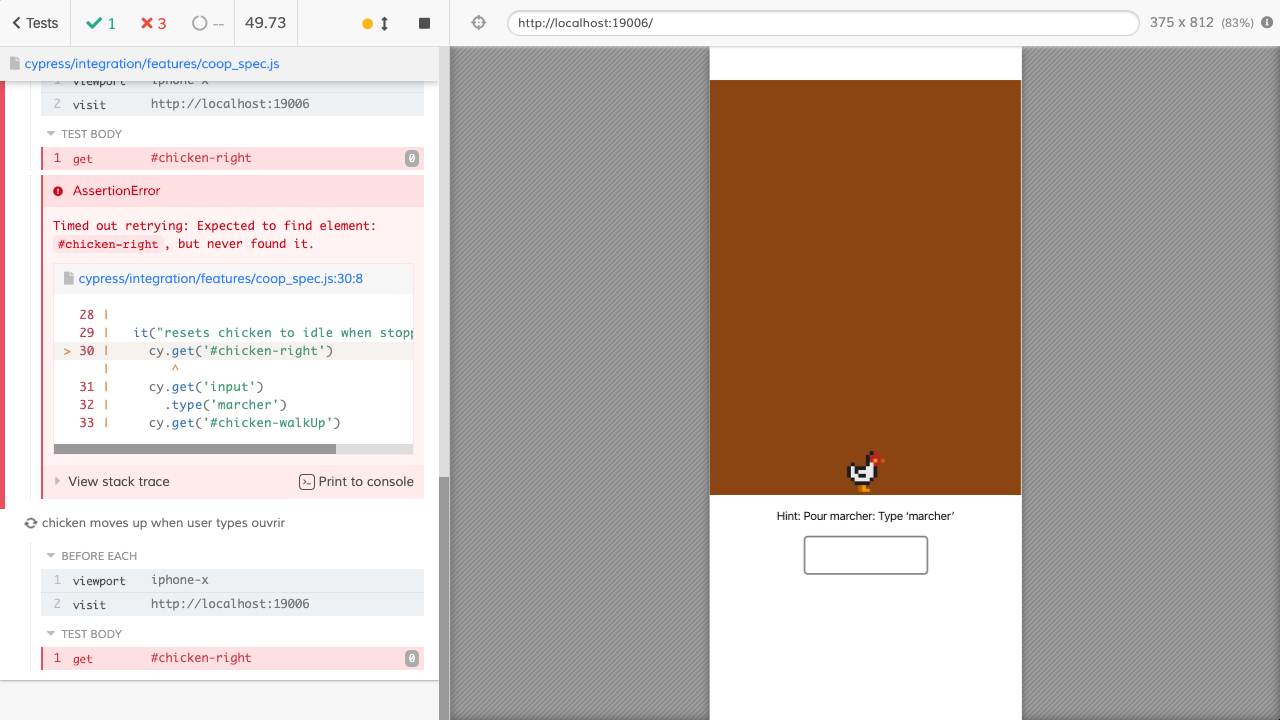 Tests
1
3
--
49.73
http://localhost:19006/
375 x 812 (83%)
cypress/integration/features/coop_spec.js
1 viewport iphone-x
2 visit http://localhost:19006
TEST BODY
1 get #chicken-right 0
AssertionError
Timed out retrying: Expected to find element:
#chicken-right, but never found it.
cypress/integration/features/coop_spec.js:30:8
28 |
29 | it("resets chicken to idle when stopp
> 30 | cy.get('#chicken-right')
| ^
31 | cy.get('input')
32 | .type('marcher')
33 | cy.get('#chicken-walkUp')
View stack trace
Print to console
chicken moves up when user types ouvrir
BEFORE EACH
1 viewport iphone-x
2 visit http://localhost:19006
TEST BODY
1 get #chicken-right 0
Hint: Pour marcher: Type ‘marcher’